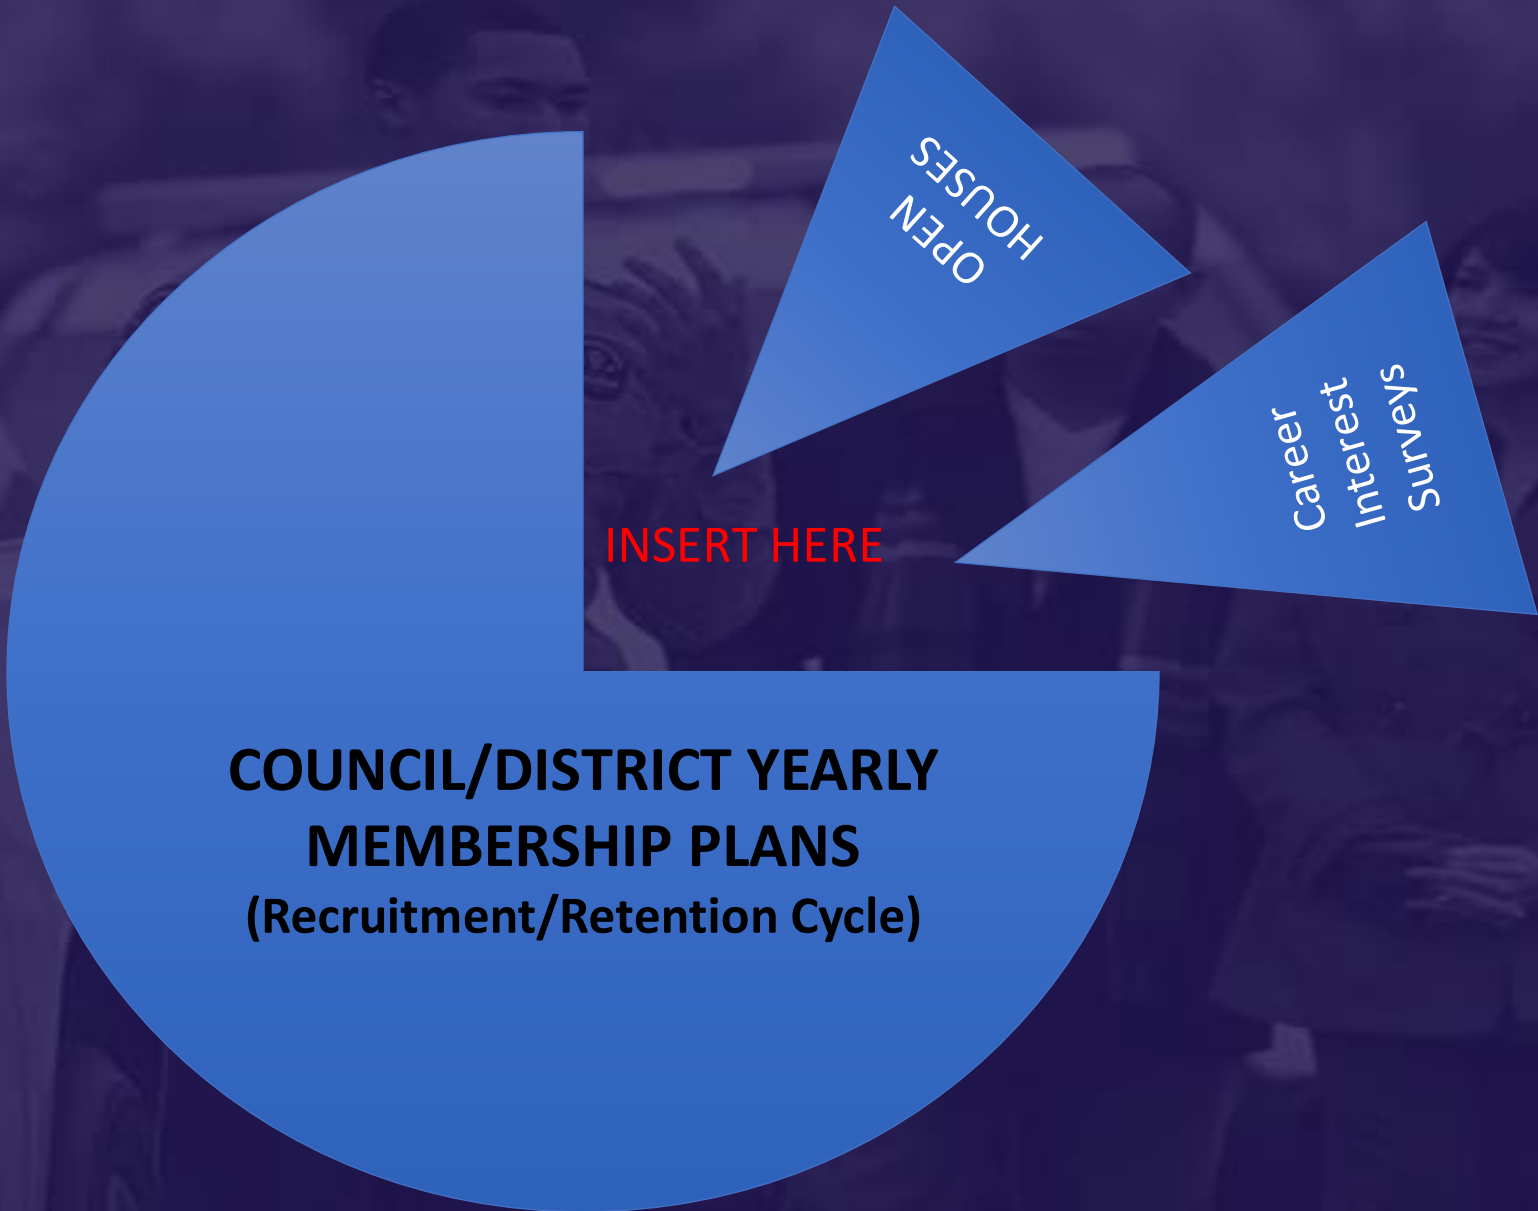 OPEN
HOUSES
Career
Interest
Surveys
INSERT HERE
COUNCIL/DISTRICT YEARLY
MEMBERSHIP PLANS
(Recruitment/Retention Cycle)